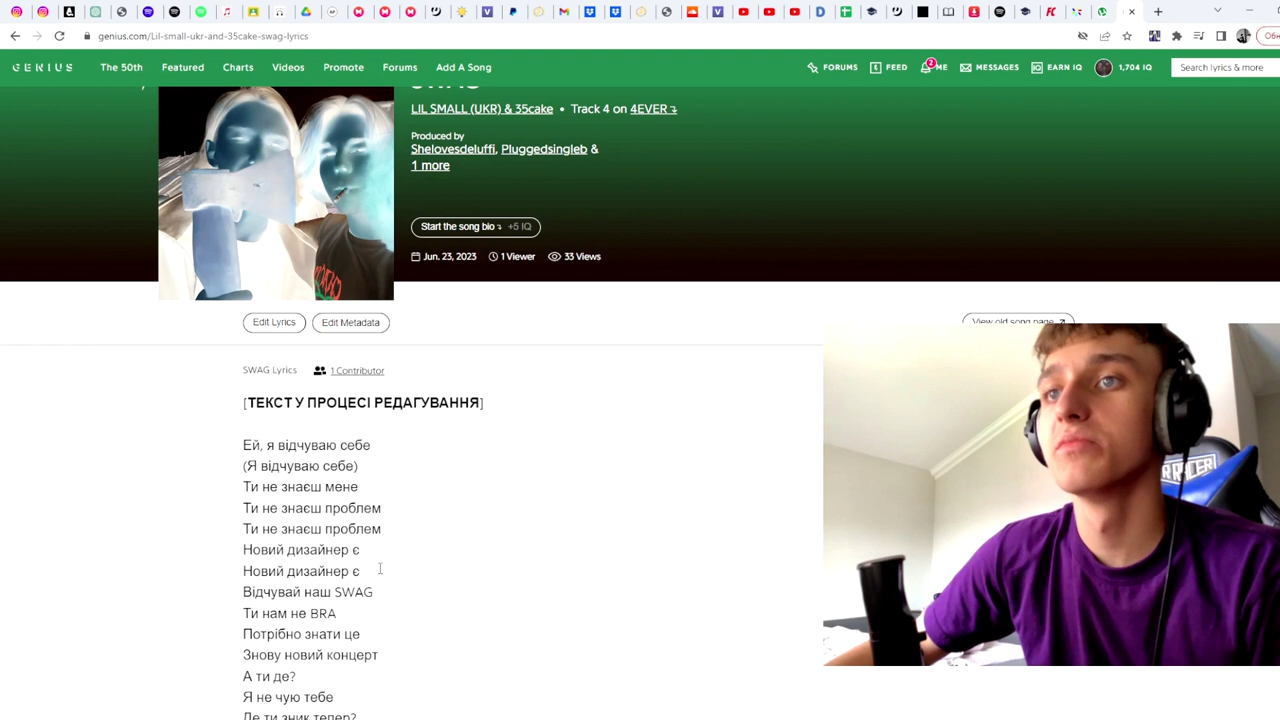 genius.com/Lil-small-ukr-and-35cake-swag-lyrics
GENIUS
The 50th
Featured
Charts
Videos
Promote
Forums
Add A Song
FORUMS
FEED
2
ME
MESSAGES
EARN IQ
1,704 IQ
Search lyrics & more
LIL SMALL (UKR) & 35cake • Track 4 on 4EVER
Produced by
Shelovesdeluffi, Pluggedsingleb &
1 more
Start the song bio +5 IQ
Jun. 23, 2023 1 Viewer 33 Views
Edit Lyrics Edit Metadata
View old song page
SWAG Lyrics 1 Contributor
[ТЕКСТ У ПРОЦЕСІ РЕДАГУВАННЯ]
Ей, я відчуваю себе
(Я відчуваю себе)
Ти не знаєш мене
Ти не знаєш проблем
Ти не знаєш проблем
Новий дизайнер є
Новий дизайнер є
Відчувай наш SWAG
Ти нам не BRA
Потрібно знати це
Знову новий концерт
А ти де?
Я не чую тебе
Де ти зник тепер?